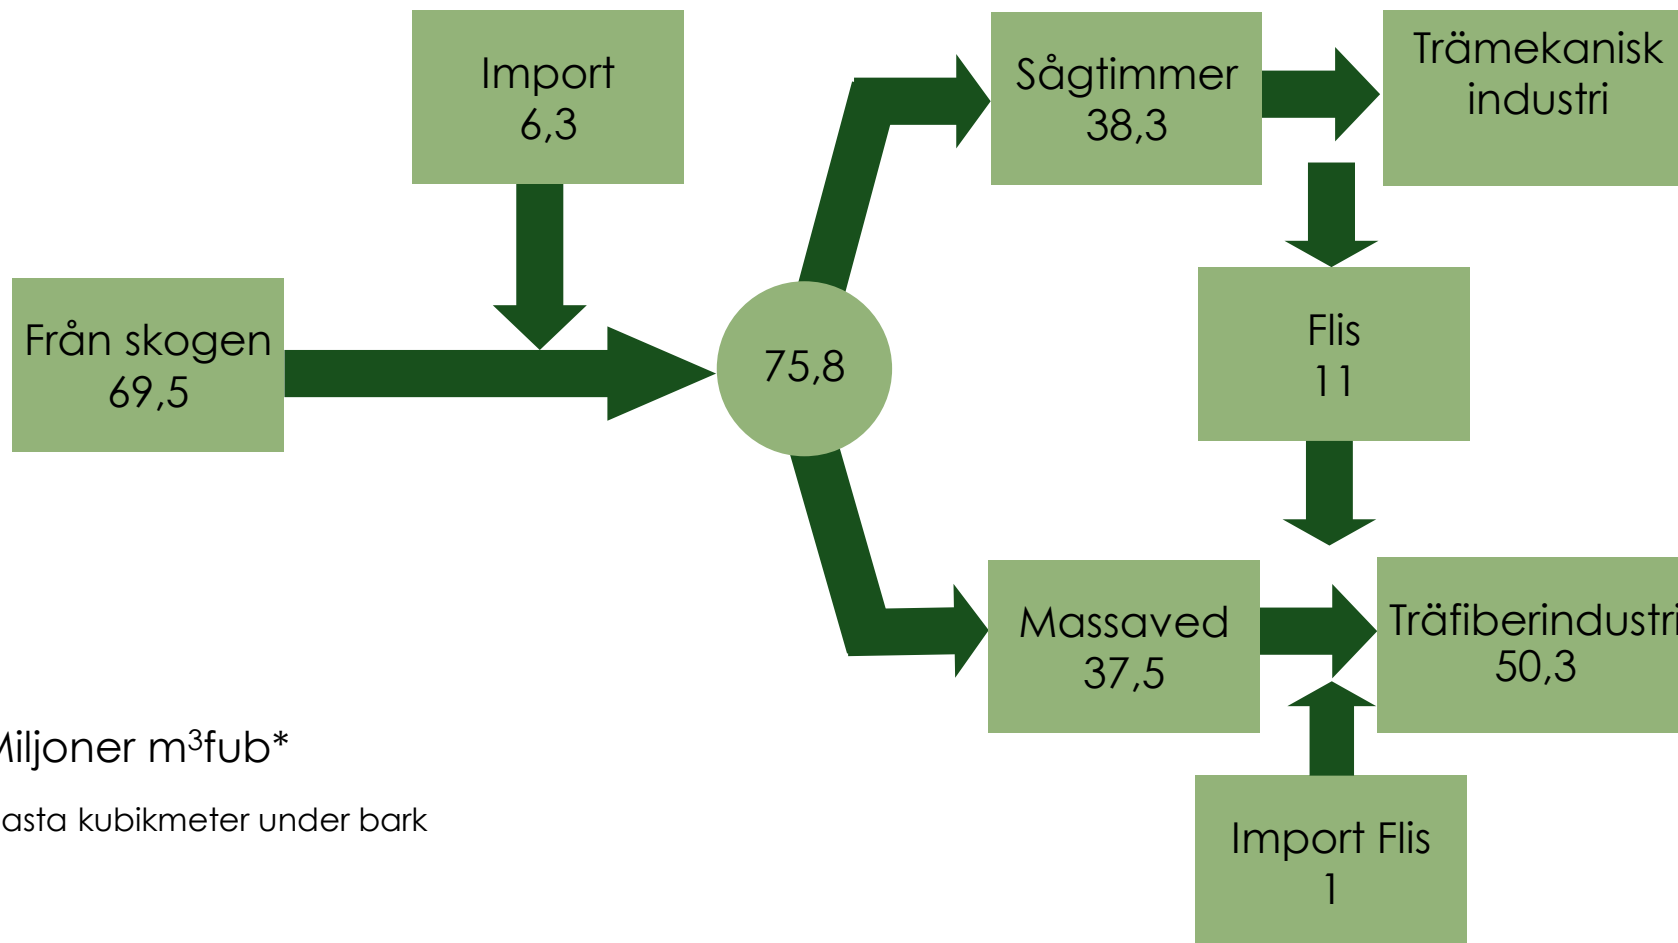 Import
6,3
Sågtimmer
38,3
Trämekanisk
industri
Från skogen
69,5
75,8
Flis
11
Massaved
37,5
Träfiberindustri
50,3
Miljoner m³fub*
asta kubikmeter under bark
Import Flis
1